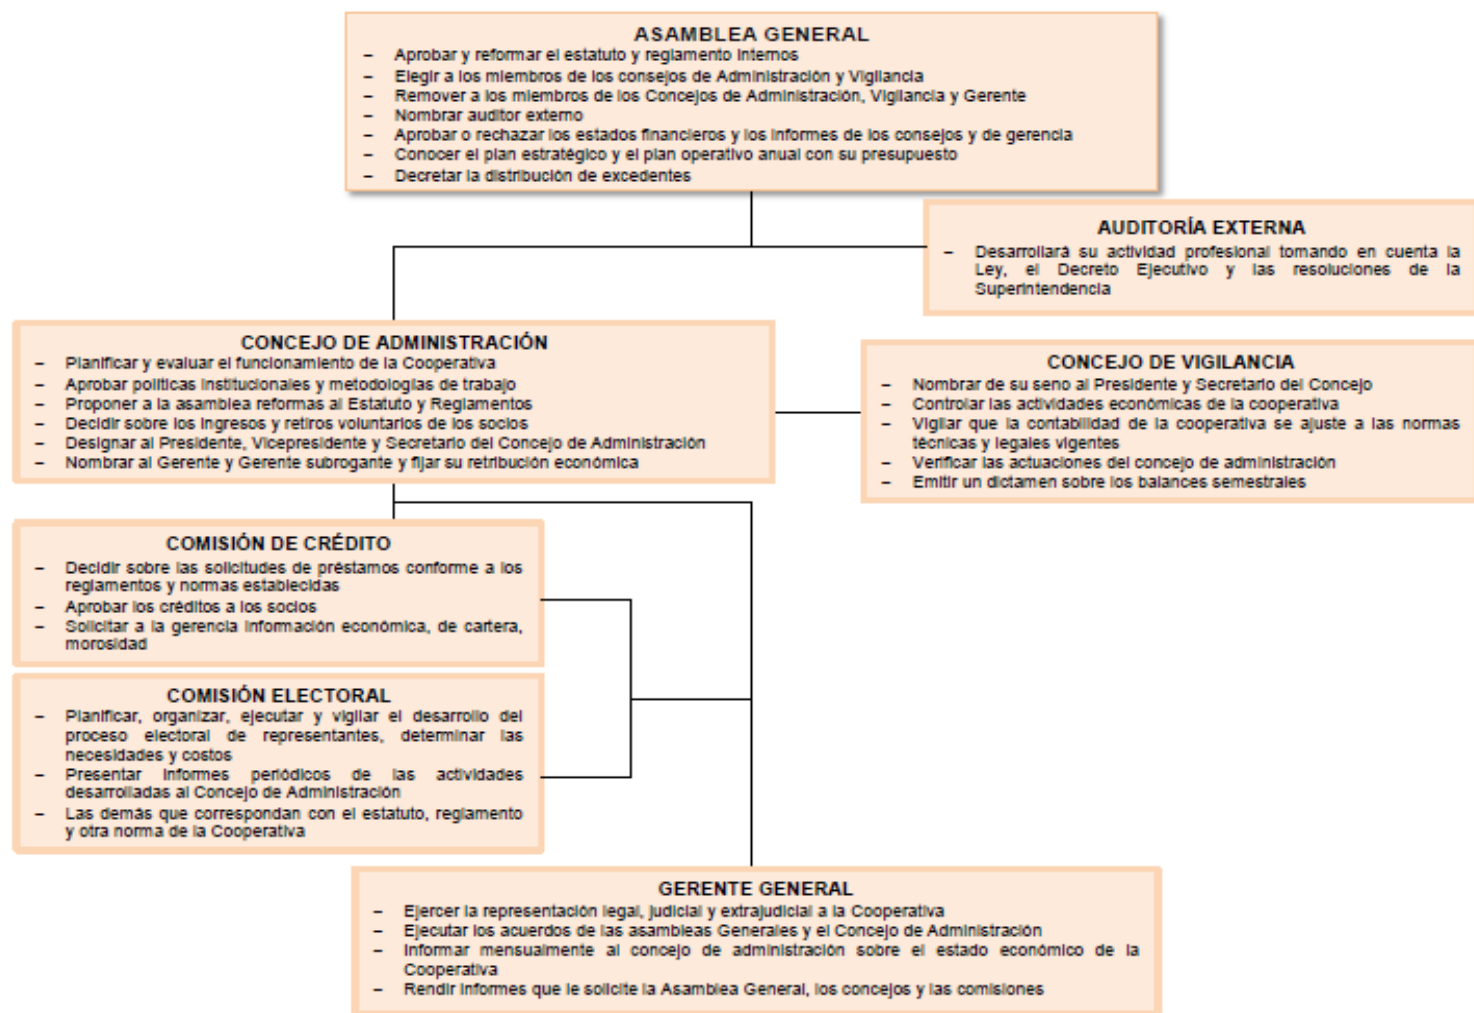 ASAMBLEA GENERAL
– Aprobar y reformar el estatuto y reglamento Internos
– Elegir a los miembros de los consejos de Administración y Vigilancia
– Remover a los miembros de los Concejos de Administración, Vigilancia y Gerente
– Nombrar auditor externo
– Aprobar o rechazar los estados financieros y los informes de los consejos y de gerencia
– Conocer el plan estratégico y el plan operativo anual con su presupuesto
– Decretar la distribución de excedentes
AUDITORÍA EXTERNA
– Desarrollará su actividad profesional tomando en cuenta la
Ley, el Decreto Ejecutivo y las resoluciones de la
Superintendencia
CONCEJO DE ADMINISTRACIÓN
– Planificar y evaluar el funcionamiento de la Cooperativa
– Aprobar políticas institucionales y metodologías de trabajo
– Proponer a la asamblea reformas al Estatuto y Reglamentos
– Decidir sobre los ingresos y retiros voluntarios de los socios
– Designar al Presidente, Vicepresidente y Secretario del Concejo de Administración
– Nombrar al Gerente y Gerente subrogante y fijar su retribución económica
CONCEJO DE VIGILANCIA
– Nombrar de su seno al Presidente y Secretario del Concejo
– Controlar las actividades económicas de la cooperativa
– Vigilar que la contabilidad de la cooperativa se ajuste a las normas
técnicas y legales vigentes
– Verificar las actuaciones del concejo de administración
– Emitir un dictamen sobre los balances semestrales
COMISIÓN DE CRÉDITO
– Decidir sobre las solicitudes de préstamos conforme a los
reglamentos y normas establecidas
– Aprobar los créditos a los socios
– Solicitar a la gerencia información económica, de cartera,
morosidad
COMISIÓN ELECTORAL
– Planificar, organizar, ejecutar y vigilar el desarrollo del
proceso electoral de representantes, determinar las
necesidades y costos
– Presentar informes periódicos de las actividades
desarrolladas al Concejo de Administración
– Las demás que correspondan con el estatuto, reglamento
y otra norma de la Cooperativa
GERENTE GENERAL
– Ejercer la representación legal, judicial y extrajudicial a la Cooperativa
– Ejecutar los acuerdos de las asambleas Generales y el Concejo de Administración
– Informar mensualmente al concejo de administración sobre el estado económico de la
Cooperativa
– Rendir informes que le solicite la Asamblea General, los concejos y las comisiones